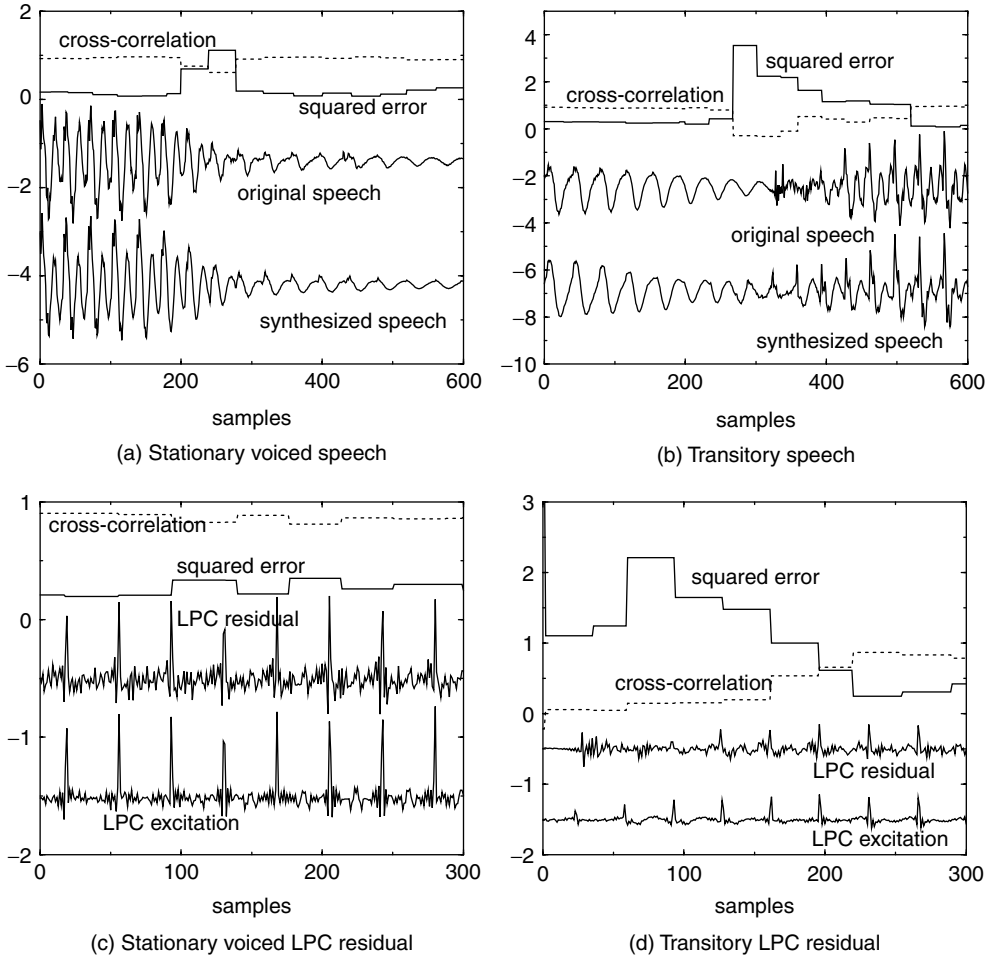 2
1
0
−2
−4
−6
cross-correlation
squared error
original speech
synthesized speech
0 200 400 600
samples
(a) Stationary voiced speech
4
2
0
−2
−4
−6
−8
−10
squared error
cross-correlation
original speech
synthesized speech
0 200 400 600
samples
(b) Transitory speech
1
0
−1
−2
cross-correlation
squared error
LPC residual
LPC excitation
0 100 200 300
samples
(c) Stationary voiced LPC residual
3
2
1
0
−1
−2
squared error
cross-correlation
LPC residual
LPC excitation
0 100 200 300
samples
(d) Transitory LPC residual